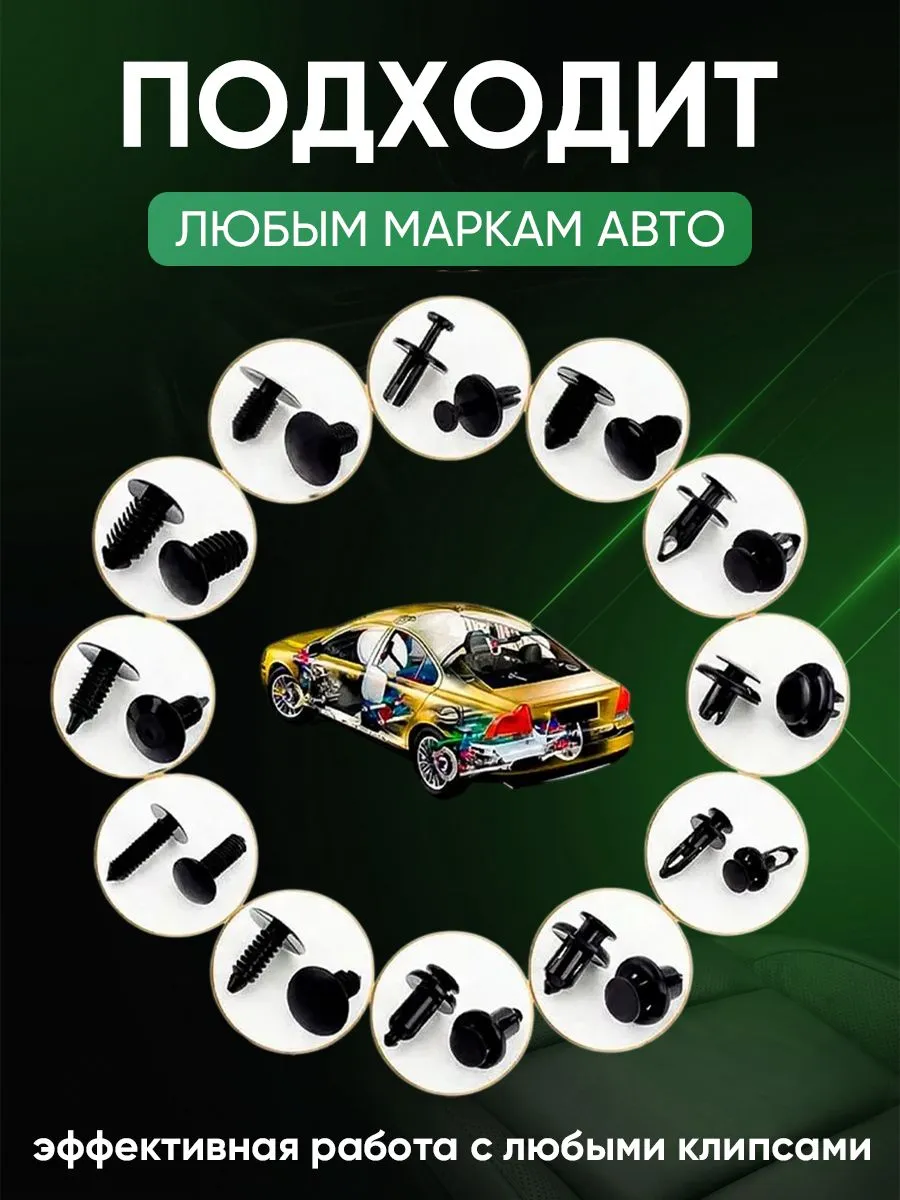 ПОДХОДИТ
ЛЮБЫМ МАРКАМ АВТО
эффективная работа с любыми клипсами